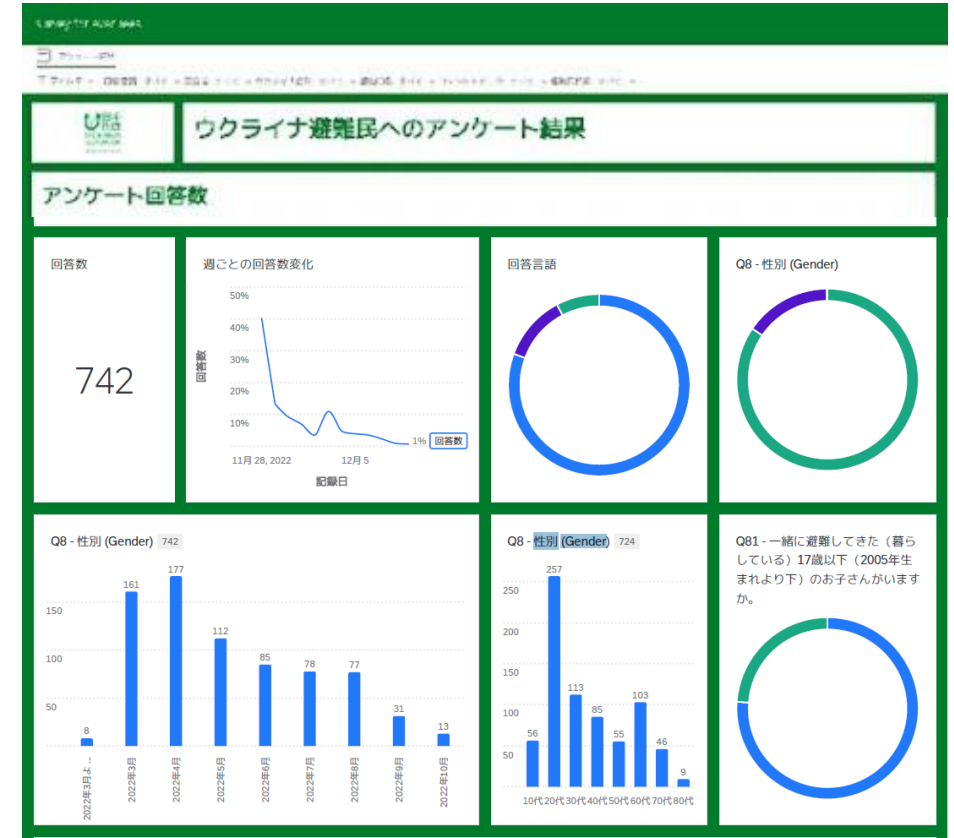 ウクライナ避難民へのアンケート結果
アンケート回答数
回答数
742
週ごとの回答数変化
50%
40%
30%
20%
10%
回答数
1%
回答数
11月 28, 2022
12月 5
記録日
回答言語
Q8 - 性別 (Gender)
Q8 - 性別 (Gender) 742
150
100
50
8
161
177
112
85
78
77
31
13
2022年3月よ …
2022年3月
2022年4月
2022年5月
2022年6月
2022年7月
2022年8月
2022年9月
2022年10月
Q8 - 性別 (Gender) 724
250
200
150
100
50
56
257
113
85
55
103
46
9
10代 20代 30代 40代 50代 60代 70代 80代
Q81 - 一緒に避難してきた（暮ら
している）17歳以下（2005年生
まれより下）のお子さんがいます
か。